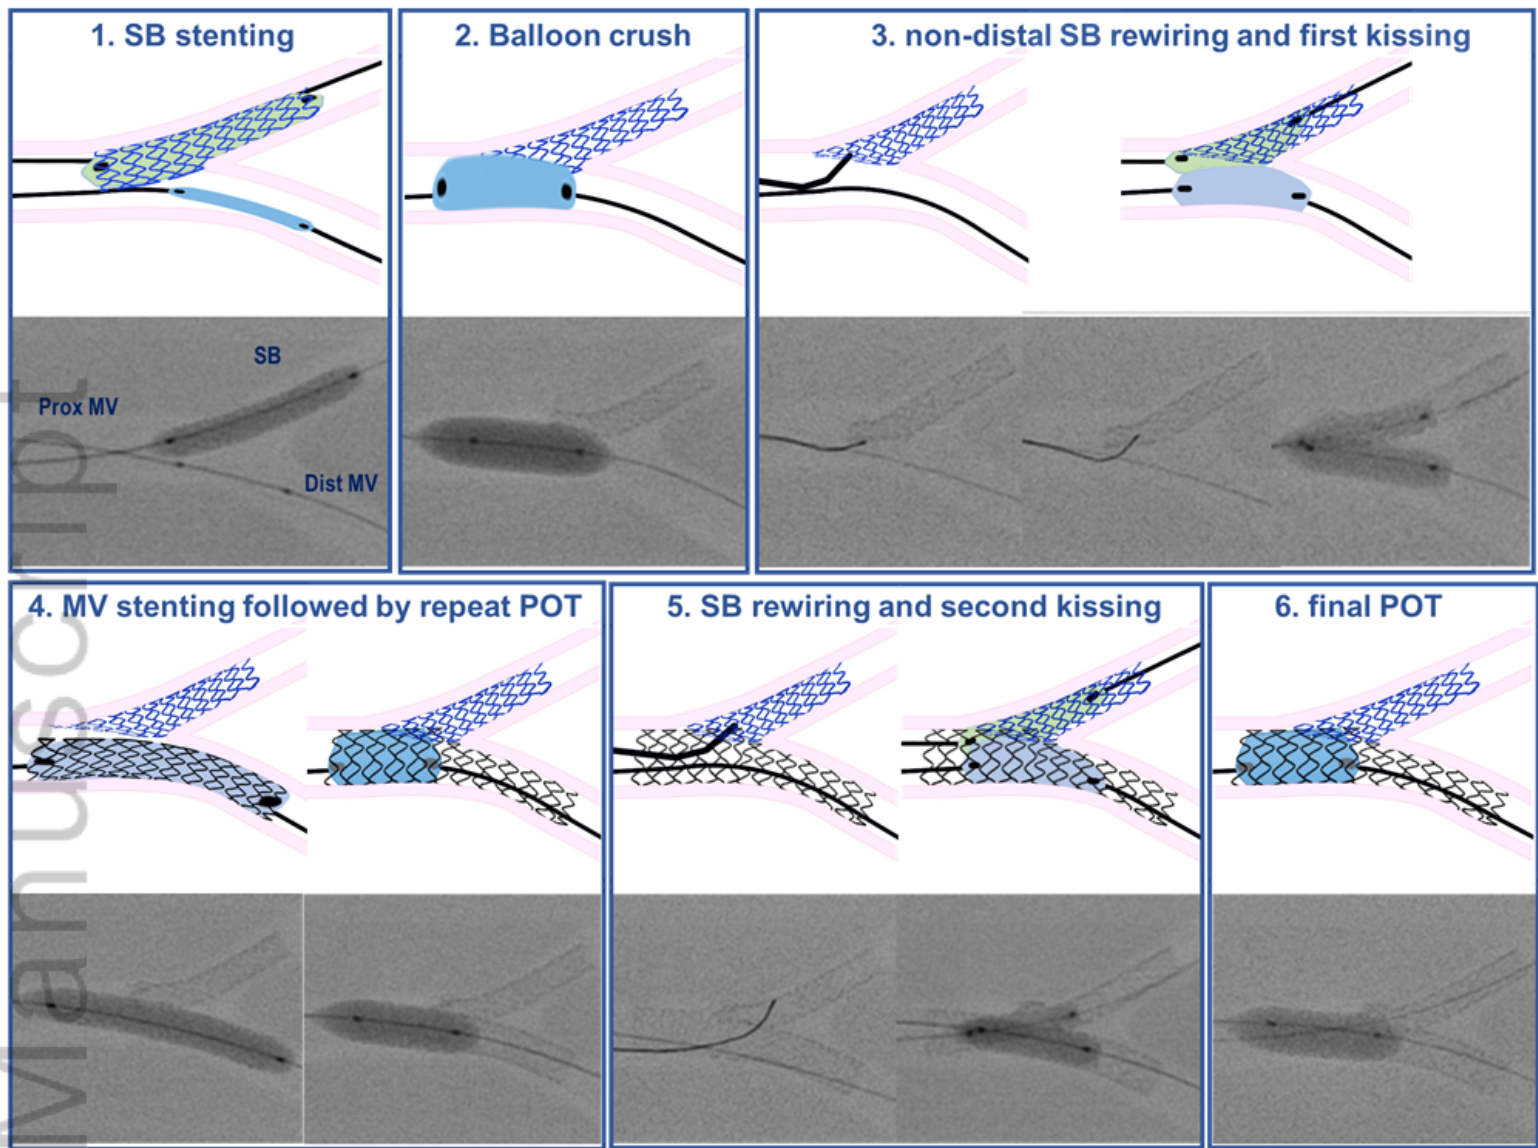 1. SB stenting
2. Balloon crush
3. non-distal SB rewiring and first kissing
SB
Prox MV
Dist MV
4. MV stenting followed by repeat POT
5. SB rewiring and second kissing
6. final POT
Manuscript